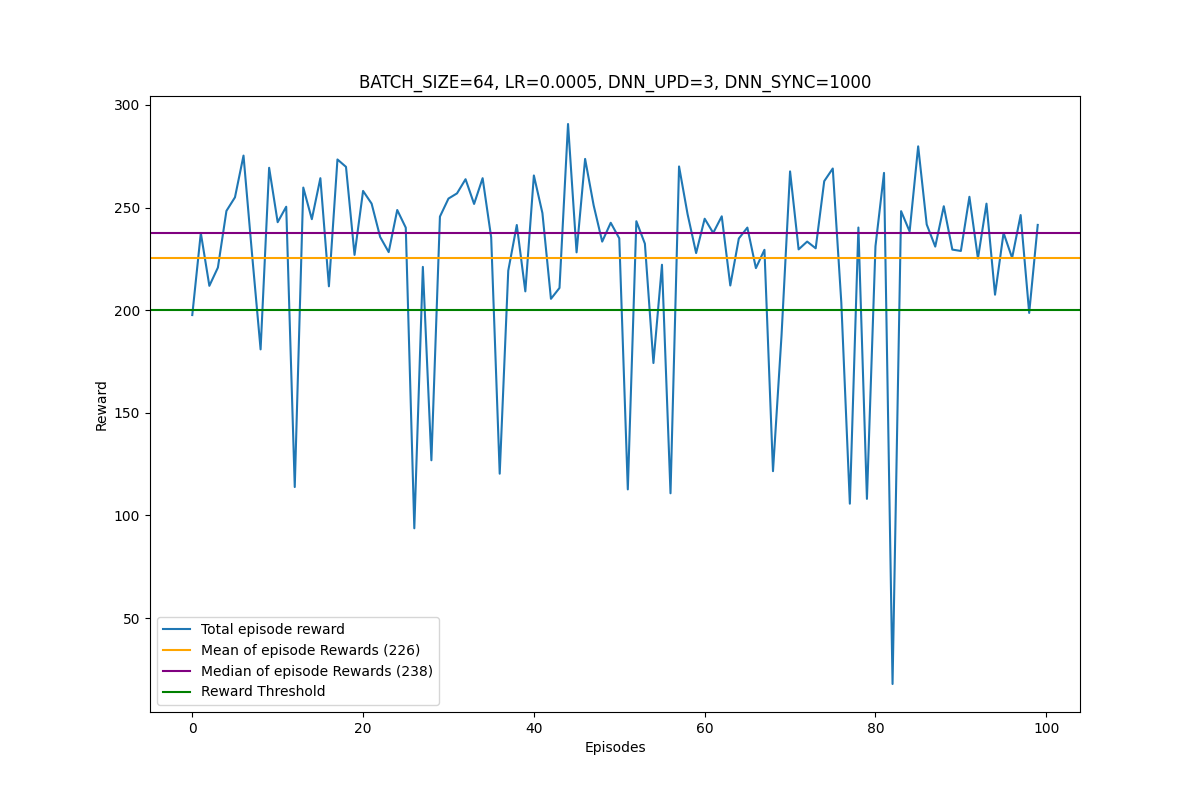 BATCH_SIZE=64, LR=0.0005, DNN_UPD=3, DNN_SYNC=1000
300
250
200
150
100
50
Reward
Total episode reward
Mean of episode Rewards (226)
Median of episode Rewards (238)
Reward Threshold
0 20 40 60 80 100
Episodes